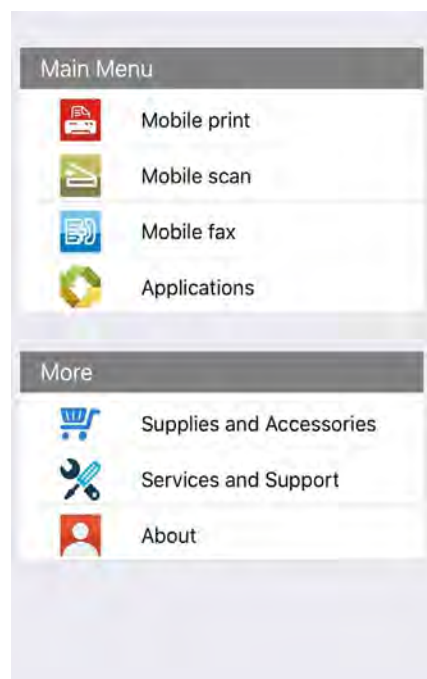 Main Menu
Mobile print
Mobile scan
Mobile fax
Applications
More
Supplies and Accessories
Services and Support
About